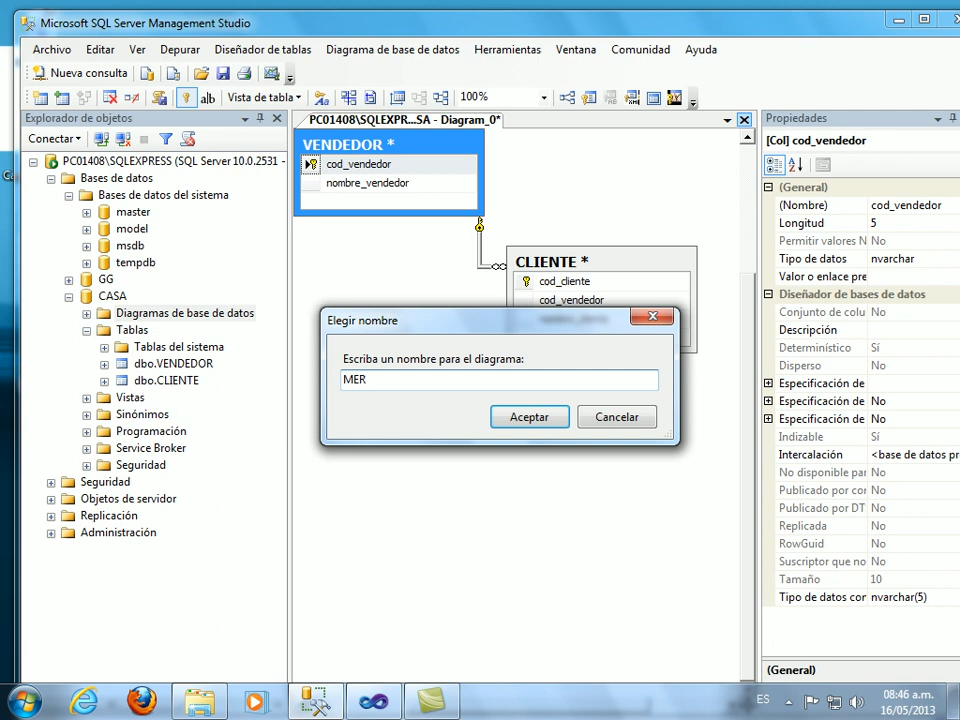 Microsoft SQL Server Management Studio
Archivo Editar Ver Depurar Diseñador de tablas Diagrama de base de datos Herramientas Ventana Comunidad Ayuda
Nueva consulta
Vista de tabla 100%
Explorador de objetos
Conectar
PC01408\SQLEXPRESS (SQL Server 10.0.2531 -
Bases de datos
Bases de datos del sistema
master
model
msdb
tempdb
GG
CASA
Diagramas de base de datos
Tablas
Tablas del sistema
dbo.VENDEDOR
dbo.CLIENTE
Vistas
Sinónimos
Programación
Service Broker
Seguridad
Seguridad
Objetos de servidor
Replicación
Administración
PC01408\SQLEXPR...SA - Diagram_0*
VENDEDOR *
cod_vendedor
nombre_vendedor
CLIENTE *
cod_cliente
cod_vendedor
Elegir nombre
Escriba un nombre para el diagrama:
MER
Aceptar Cancelar
Propiedades
[Col] cod_vendedor
(General)
(Nombre) cod_vendedor
Longitud 5
Permitir valores N No
Tipo de datos nvarchar
Valor o enlace pre
Diseñador de bases de datos
Conjunto de colu No
Descripción
Determinístico Sí
Disperso No
Especificación de No
Especificación de No
Especificación de No
Indizable Sí
Intercalación <base de datos pr
No disponible par No
Publicado por cor No
Publicado por DT No
Replicada No
RowGuid No
Suscriptor que no No
Tamaño 10
Tipo de datos con nvarchar(5)
(General)
ES
08:46 a.m.
16/05/2013